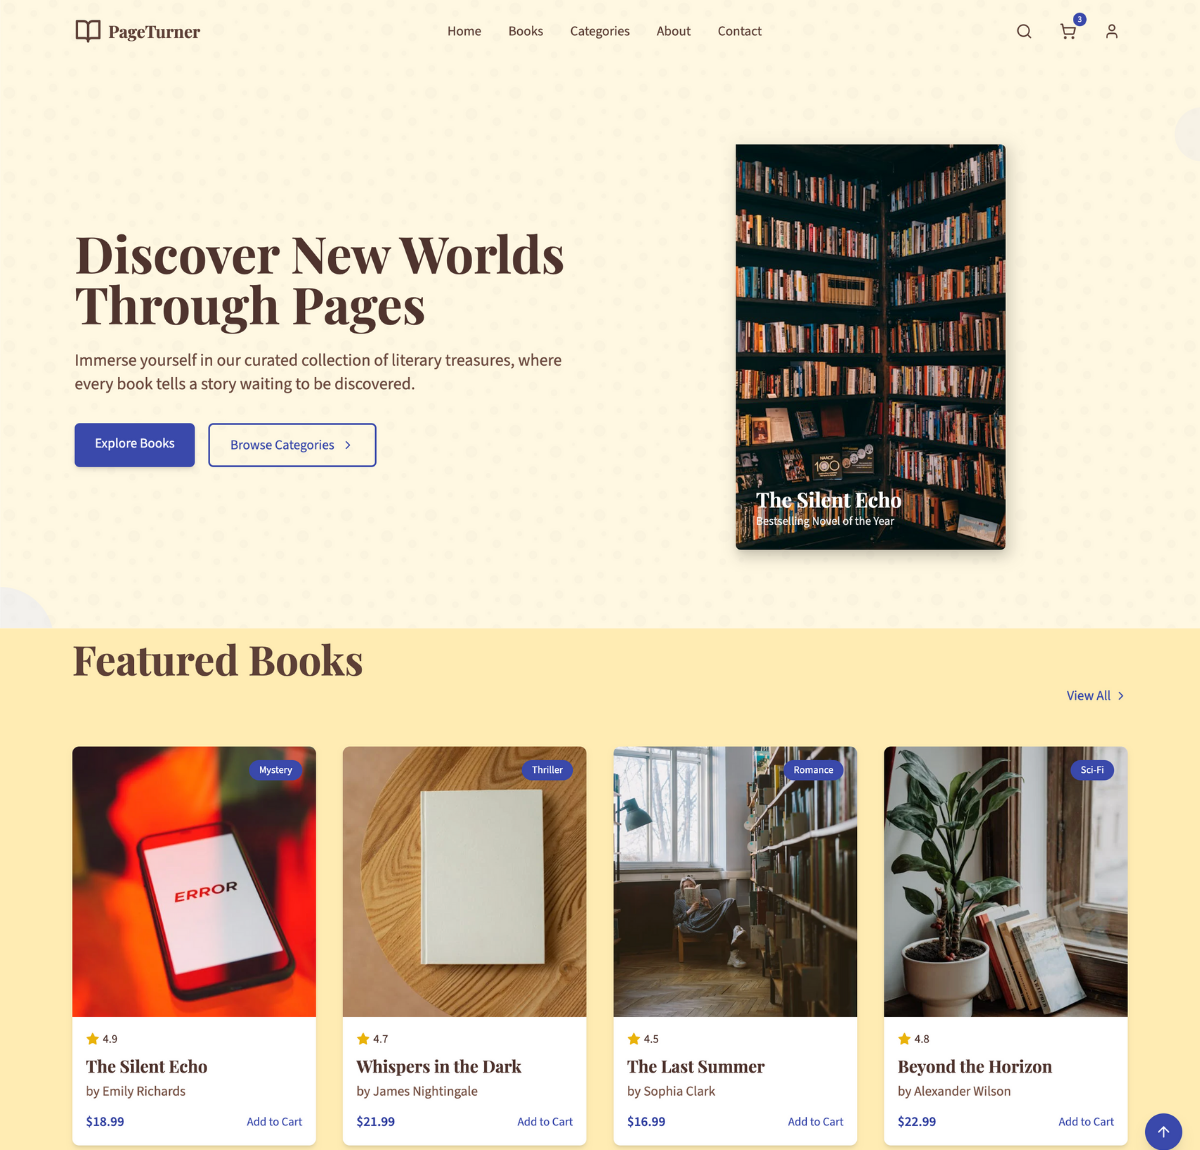 PageTurner
Home
Books
Categories
About
Contact
3
Discover New Worlds
Through Pages
Immerse yourself in our curated collection of literary treasures, where
every book tells a story waiting to be discovered.
Explore Books
Browse Categories
NAACP
100
The Silent Echo
Bestselling Novel of the Year
Featured Books
View All
Mystery
ERROR
4.9
The Silent Echo
by Emily Richards
$18.99
Add to Cart
Thriller
4.7
Whispers in the Dark
by James Nightingale
$21.99
Add to Cart
Romance
4.5
The Last Summer
by Sophia Clark
$16.99
Add to Cart
Sci-Fi
4.8
Beyond the Horizon
by Alexander Wilson
$22.99
Add to Cart